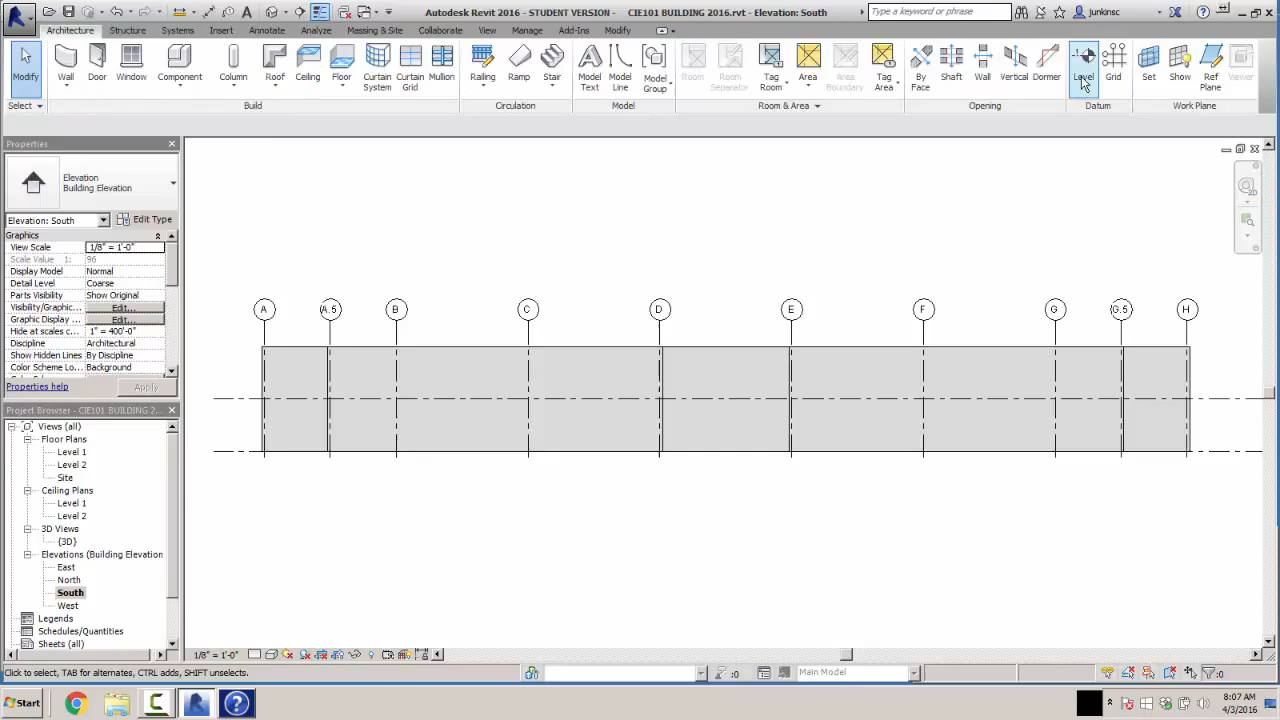 Autodesk Revit 2016 - STUDENT VERSION - CIE101 BUILDING 2016.rvt - Elevation: South
Type a keyword or phrase
junkinsc
Architecture Structure Systems Insert Annotate Analyze Massing & Site Collaborate View Manage Add-Ins Modify
Modify Wall Door Window Component Column Roof Ceiling Floor Curtain System Curtain Grid Mullion Railing Ramp Stair Model Text Model Line Model Group Room Room Separator Tag Room Area Area Boundary Tag Area By Face Shaft Wall Vertical Dormer Level Grid Set Show Ref Plane Viewer
Select Build Circulation Model Room & Area Opening Datum Work Plane
Properties
Elevation
Building Elevation
Elevation: South Edit Type
Graphics
View Scale 1/8" = 1'-0"
Scale Value 1: 96
Display Model Normal
Detail Level Coarse
Parts Visibility Show Original
Visibility/Graphic... Edit...
Graphic Display ... Edit...
Hide at scales c... 1" = 400'-0"
Discipline Architectural
Show Hidden Lines By Discipline
Color Scheme Lo... Background
Properties help Apply
Project Browser - CIE101 BUILDING 2...
Views (all)
Floor Plans
Level 1
Level 2
Site
Ceiling Plans
Level 1
Level 2
3D Views
{3D}
Elevations (Building Elevation
East
North
South
West
Legends
Schedules/Quantities
Sheets (all)
A A.5 B C D E F G G.5 H
1/8" = 1'-0"
Click to select, TAB for alternates, CTRL adds, SHIFT unselects.
:0
Main Model
:0
Start
8:07 AM
4/3/2016